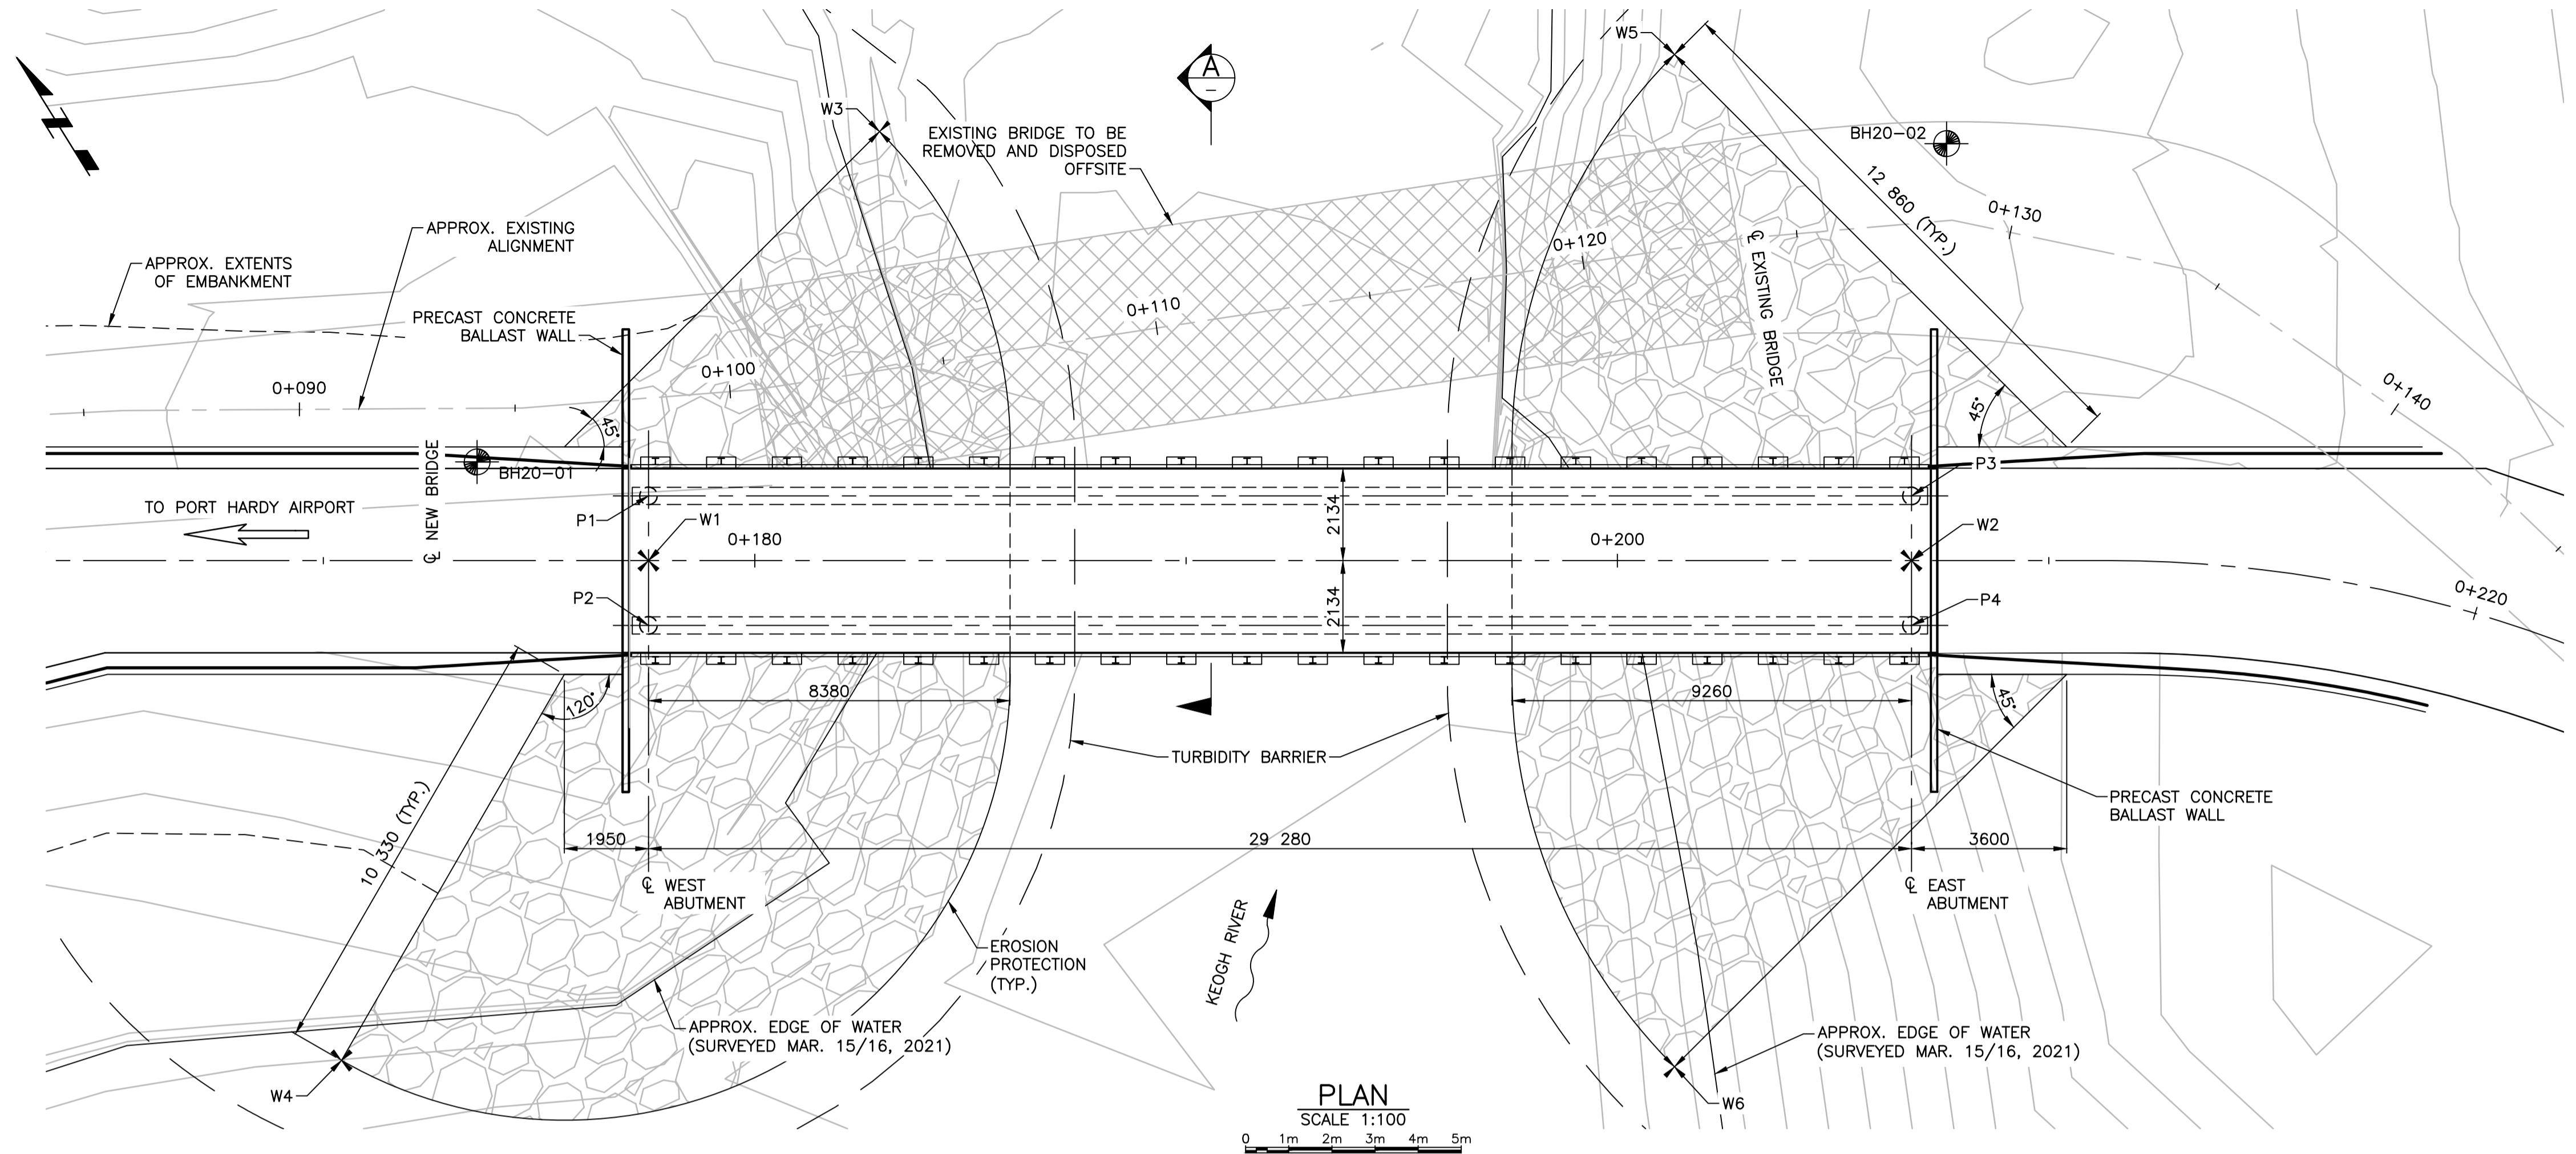 W5
A
–
W3
EXISTING BRIDGE TO BE
REMOVED AND DISPOSED
OFFSITE
BH20-02
12 860 (TYP.)
0+130
APPROX. EXISTING
ALIGNMENT
0+120
℄ EXISTING BRIDGE
APPROX. EXTENTS
OF EMBANKMENT
0+110
PRECAST CONCRETE
BALLAST WALL
0+100
0+090
0+140
45°
45°
℄ NEW BRIDGE
BH20-01
P3
TO PORT HARDY AIRPORT
P1
W1
2134
W2
0+180
0+200
P2
2134
P4
0+220
8380
9260
120°
45°
TURBIDITY BARRIER
10 330 (TYP.)
PRECAST CONCRETE
BALLAST WALL
1950
29 280
3600
℄ WEST
ABUTMENT
℄ EAST
ABUTMENT
KEOGH RIVER
EROSION
PROTECTION
(TYP.)
APPROX. EDGE OF WATER
(SURVEYED MAR. 15/16, 2021)
APPROX. EDGE OF WATER
(SURVEYED MAR. 15/16, 2021)
W4
W6
PLAN
SCALE 1:100
0 1m 2m 3m 4m 5m